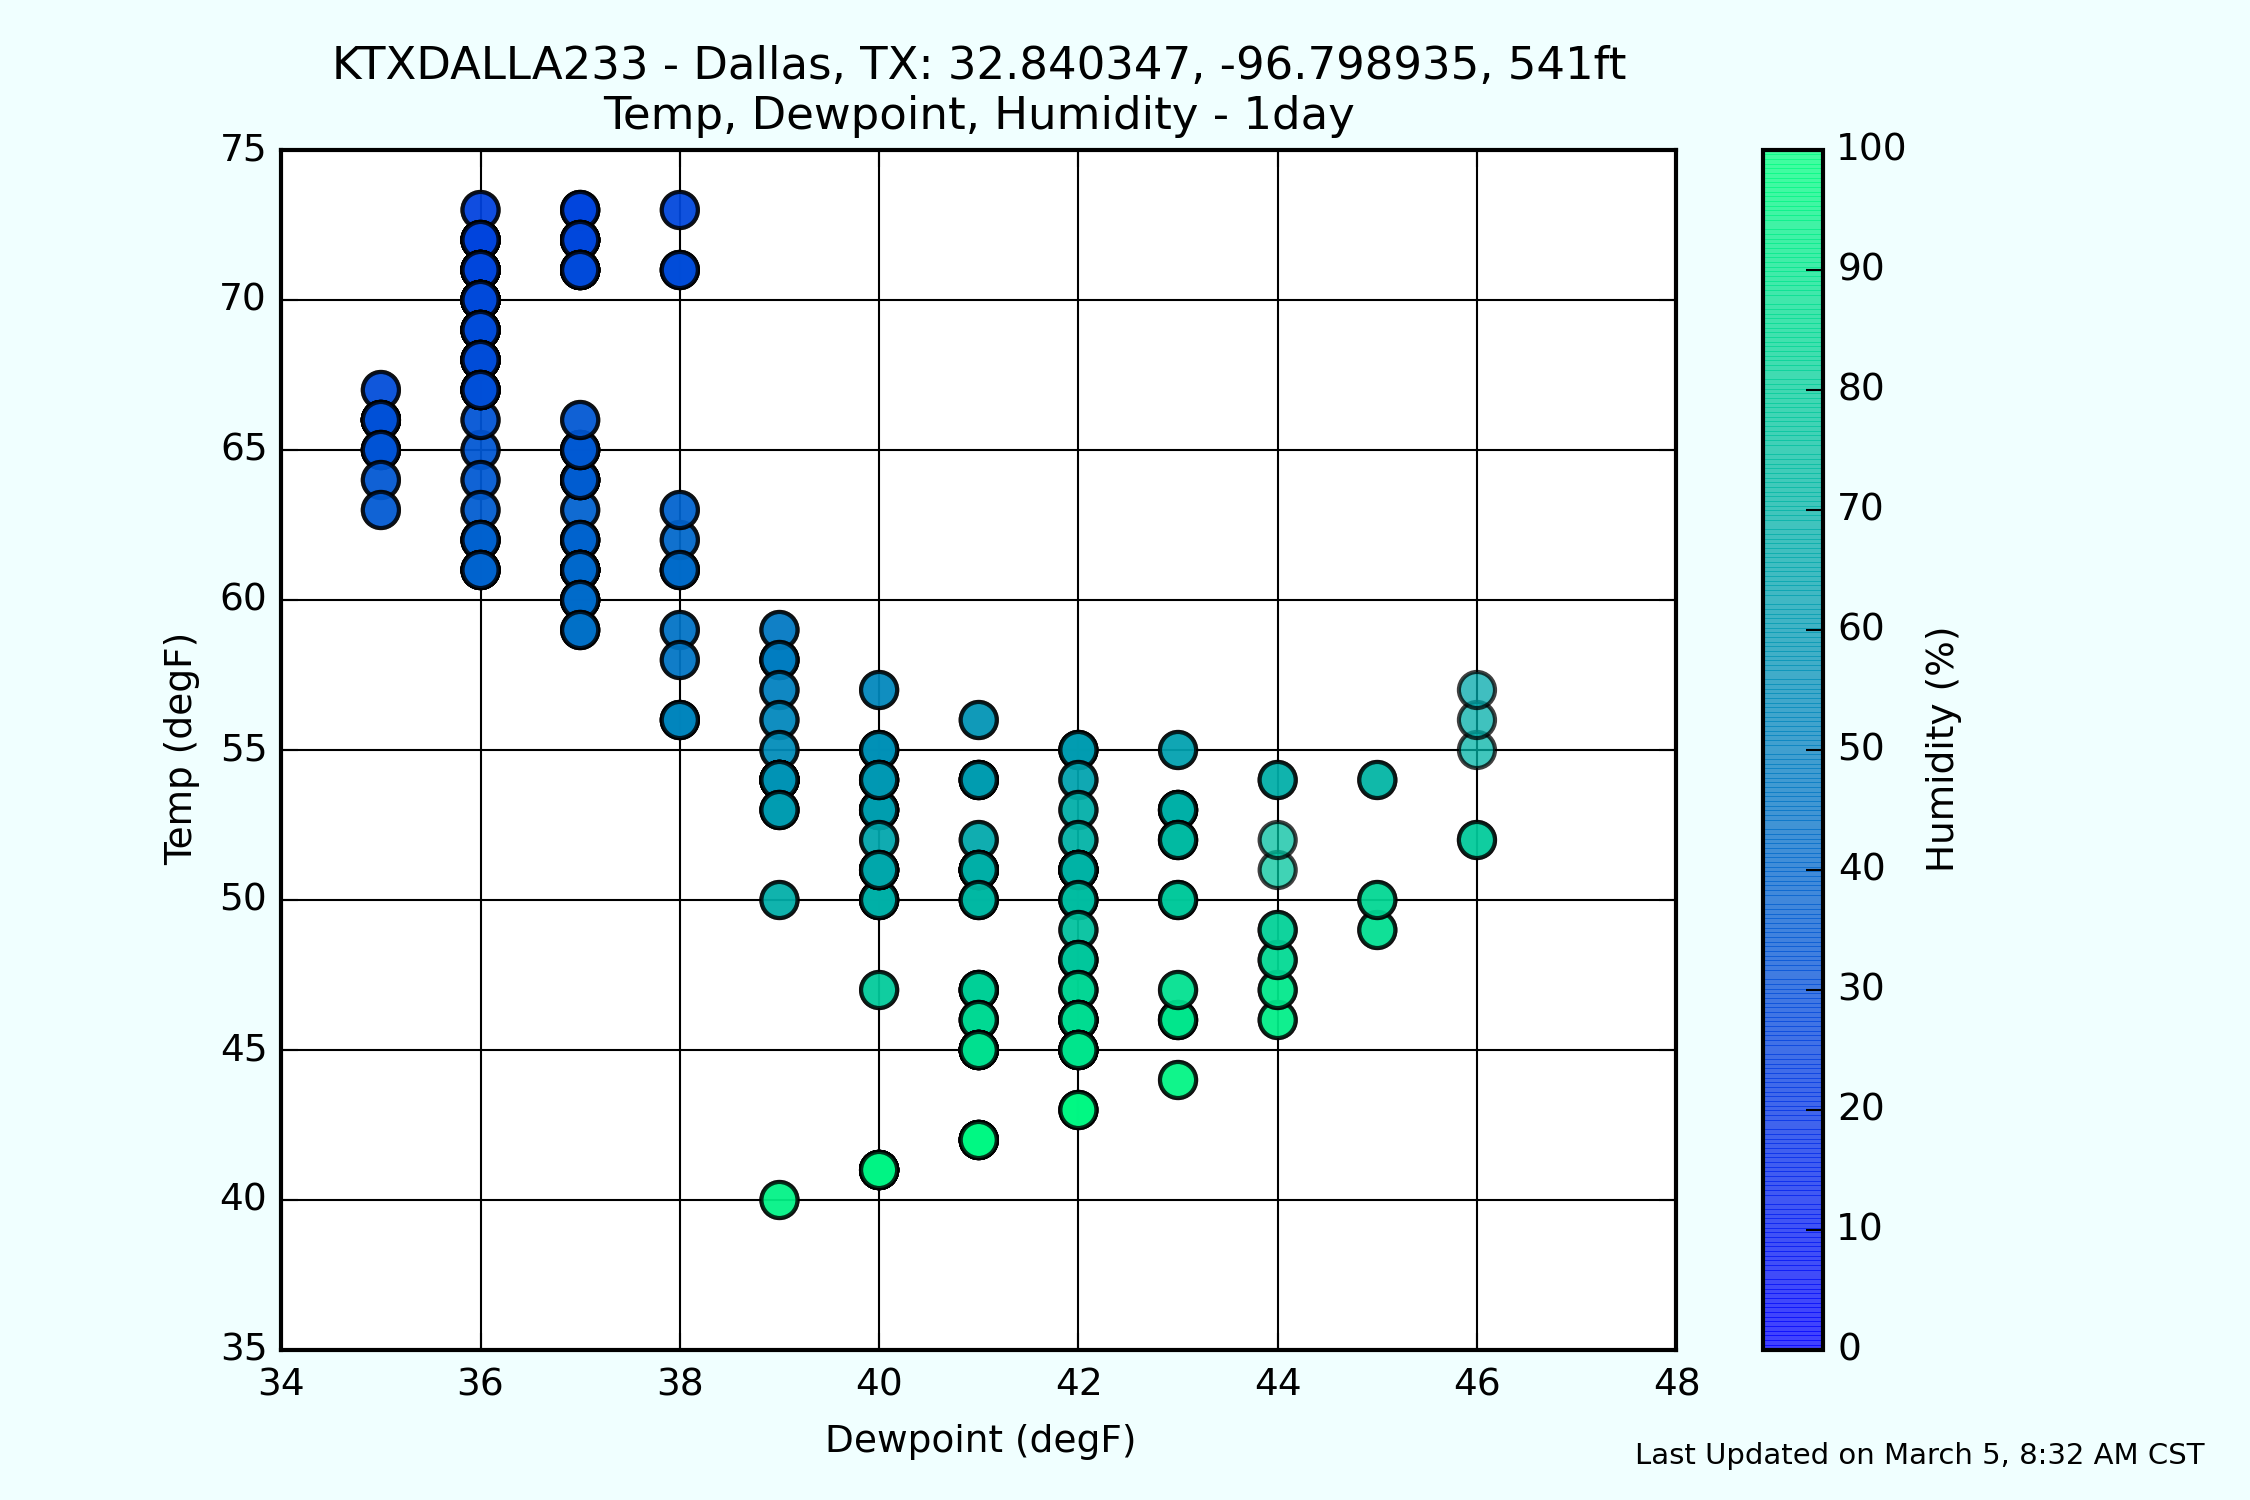 KTXDALLA233 - Dallas, TX: 32.840347, -96.798935, 541ft
Temp, Dewpoint, Humidity - 1day
75
70
65
60
55
50
45
40
35
Temp (degF)
34 36 38 40 42 44 46 48
Dewpoint (degF)
100
90
80
70
60
50
40
30
20
10
0
Humidity (%)
Last Updated on March 5, 8:32 AM CST